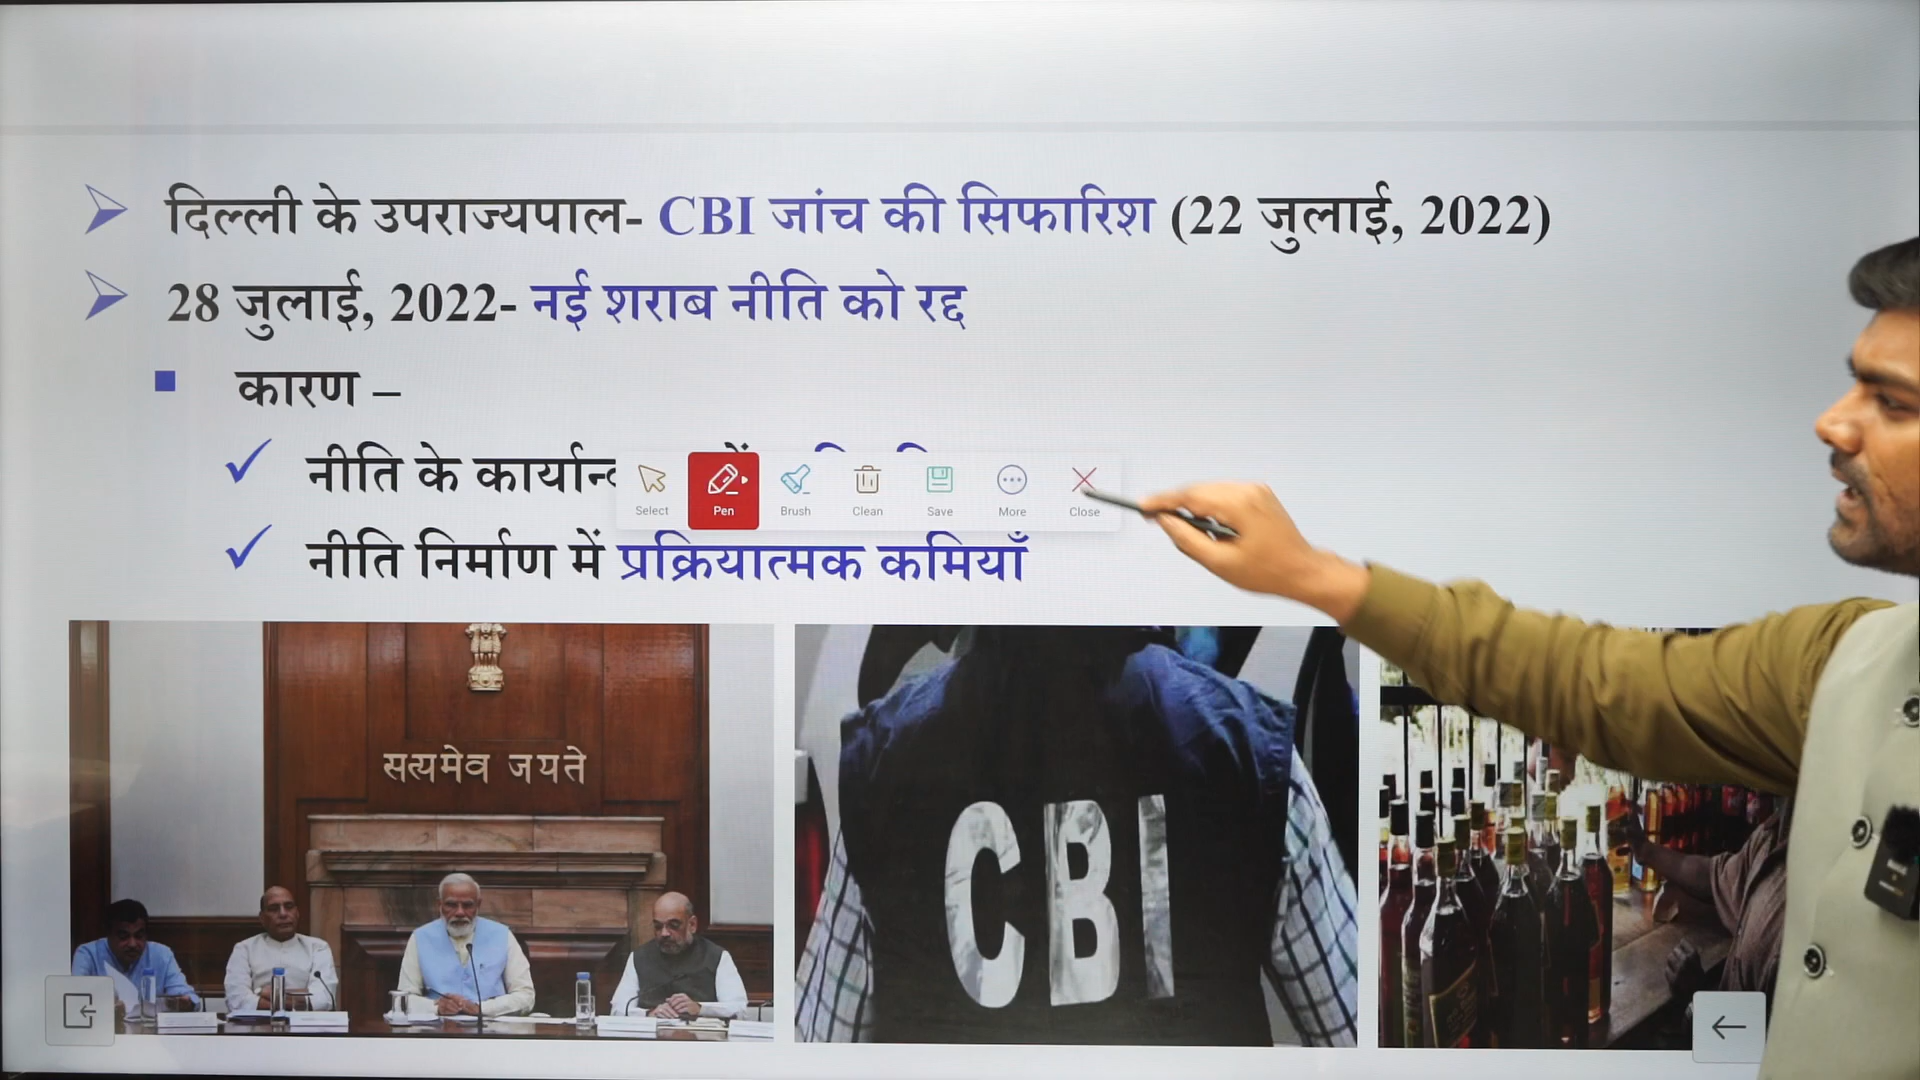 दिल्ली के उपराज्यपाल- CBI जांच की सिफारिश (22 जुलाई, 2022)
28 जुलाई, 2022- नई शराब नीति को रद्द
कारण –
नीति के
Select Pen Brush Clean Save More Close
नीति निर्माण में प्रक्रियात्मक कमियाँ
सत्यमेव जयते
CBI